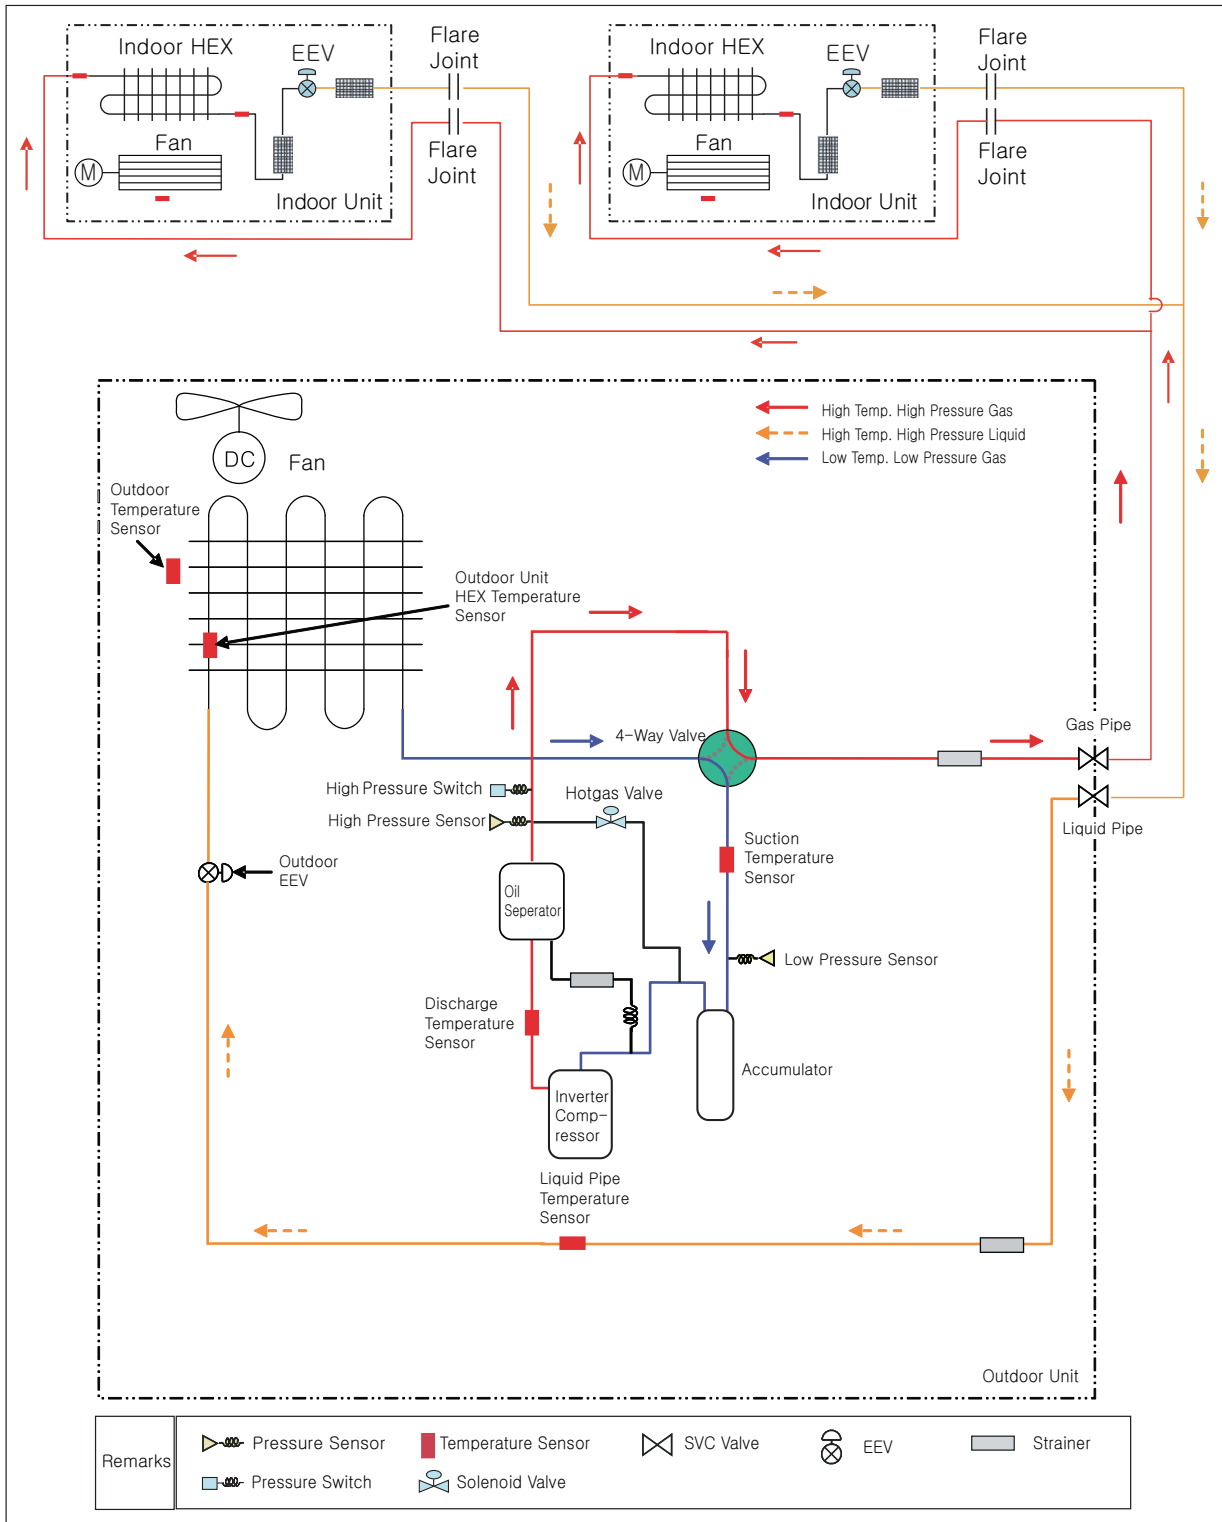 Indoor HEX
EEV
Flare
Joint
Fan
M
Flare
Joint
Indoor Unit
Indoor HEX
EEV
Flare
Joint
Fan
M
Flare
Joint
Indoor Unit
High Temp. High Pressure Gas
High Temp. High Pressure Liquid
Low Temp. Low Pressure Gas
DC
Fan
Outdoor
Temperature
Sensor
Outdoor Unit
HEX Temperature
Sensor
4-Way Valve
Gas Pipe
High Pressure Switch
Hotgas Valve
High Pressure Sensor
Liquid Pipe
Suction
Temperature
Sensor
Outdoor
EEV
Oil
Seperator
Low Pressure Sensor
Discharge
Temperature
Sensor
Accumulator
Inverter
Comp-
ressor
Liquid Pipe
Temperature
Sensor
Outdoor Unit
Remarks
Pressure Sensor
Temperature Sensor
SVC Valve
EEV
Strainer
Pressure Switch
Solenoid Valve